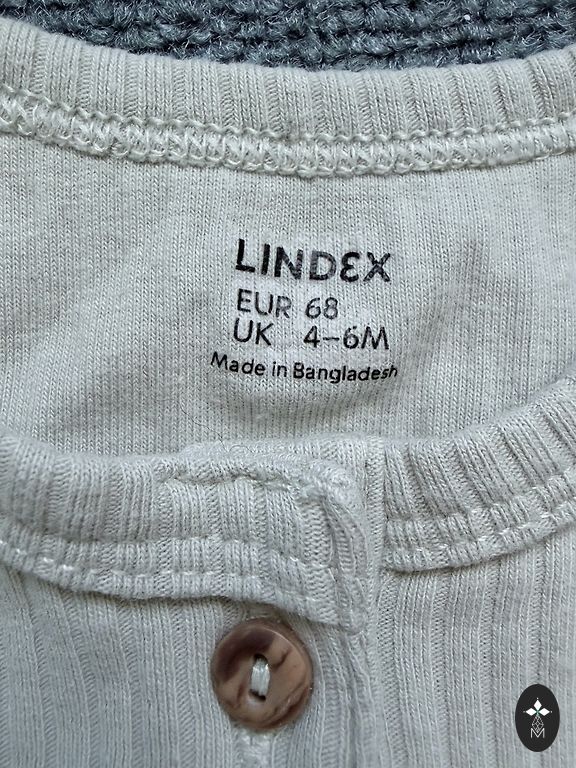 LINDEX
EUR 68
UK 4-6M
Made in Bangladesh
M